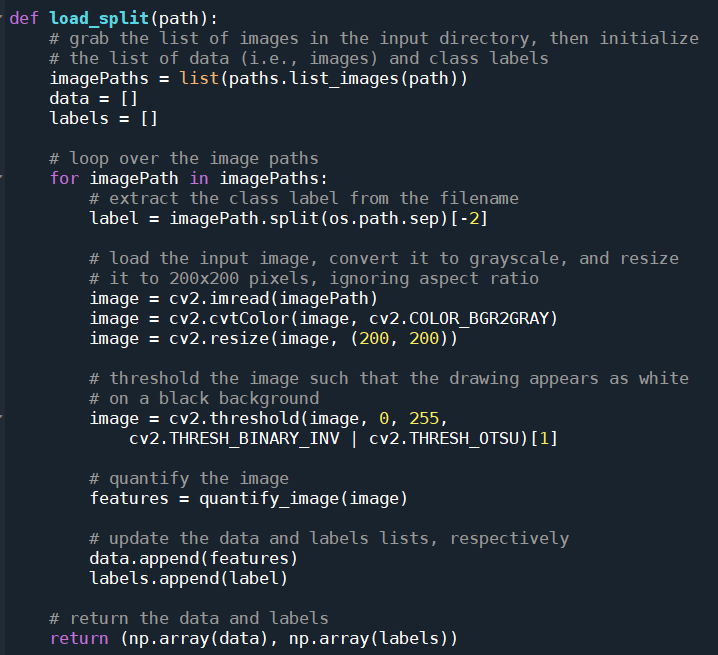 def load_split(path):
    # grab the list of images in the input directory, then initialize
    # the list of data (i.e., images) and class labels
    imagePaths = list(paths.list_images(path))
    data = []
    labels = []

    # loop over the image paths
    for imagePath in imagePaths:
        # extract the class label from the filename
        label = imagePath.split(os.path.sep)[-2]

        # load the input image, convert it to grayscale, and resize
        # it to 200x200 pixels, ignoring aspect ratio
        image = cv2.imread(imagePath)
        image = cv2.cvtColor(image, cv2.COLOR_BGR2GRAY)
        image = cv2.resize(image, (200, 200))

        # threshold the image such that the drawing appears as white
        # on a black background
        image = cv2.threshold(image, 0, 255,
            cv2.THRESH_BINARY_INV | cv2.THRESH_OTSU)[1]

        # quantify the image
        features = quantify_image(image)

        # update the data and labels lists, respectively
        data.append(features)
        labels.append(label)

    # return the data and labels
    return (np.array(data), np.array(labels))